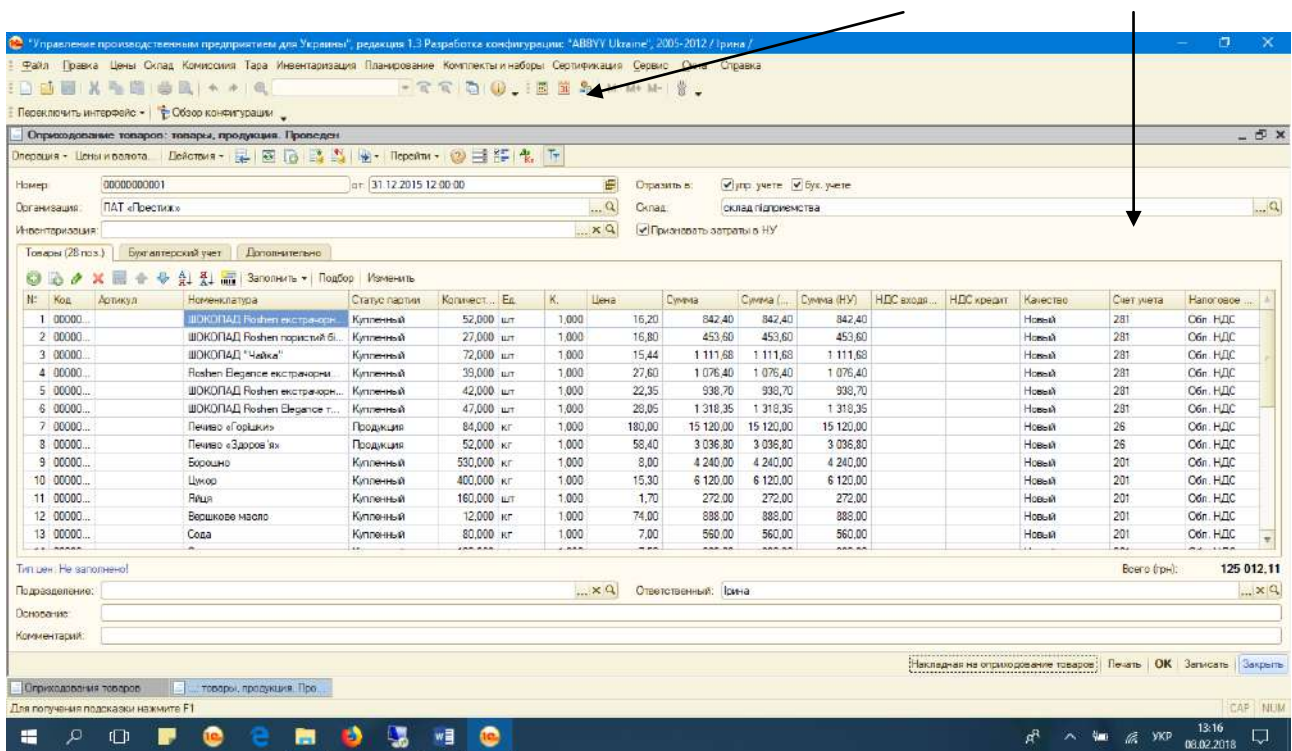 "Управление производственным предприятием для Украины", редакция 1.3 Разработка конфигурации: "ABBYY Ukraine", 2005-2012 / Ірина /
Файл Правка Цены Склад Комиссия Тара Инвентаризация Планирование Комплекты и наборы Сертификация Сервис Окна Справка
M M+ M-
Переключить интерфейс Обзор конфигурации
Оприходование товаров: товары, продукция. Проведен
Операция Цены и валота... Действия Перейти
Номер: 00000000001 от: 31.12.2015 12:00:00 Отразить в: упр. учете бух. учете
Организация: ПАТ «Престиж» Склад: склад підприємства
Инвентаризация: Признавать затраты в НУ
Товары (28 поз.) Бухгалтерский учет Дополнительно
Заполнить Подбор Изменить
N: Код Артикул Номенклатура Статус партии Количест... Ед. К. Цена Сумма Сумма (... Сумма (НУ) НДС входя... НДС кредит Качество Счет учета Налоговое ...
1 00000... ШОКОЛАД Roshen екстрачорн... Купленный 52,000 шт 1,000 16,20 842,40 842,40 842,40 Новый 281 Обл. НДС
2 00000... ШОКОЛАД Roshen пористий бі... Купленный 27,000 шт 1,000 16,80 453,60 453,60 453,60 Новый 281 Обл. НДС
3 00000... ШОКОЛАД "Чайка" Купленный 72,000 шт 1,000 15,44 1 111,68 1 111,68 1 111,68 Новый 281 Обл. НДС
4 00000... Roshen Elegance екстрачорни... Купленный 39,000 шт 1,000 27,60 1 076,40 1 076,40 1 076,40 Новый 281 Обл. НДС
5 00000... ШОКОЛАД Roshen екстрачорн... Купленный 42,000 шт 1,000 22,35 938,70 938,70 938,70 Новый 281 Обл. НДС
6 00000... ШОКОЛАД Roshen Elegance т... Купленный 47,000 шт 1,000 28,05 1 318,35 1 318,35 1 318,35 Новый 281 Обл. НДС
7 00000... Печиво «Горішки» Продукция 84,000 кг 1,000 180,00 15 120,00 15 120,00 15 120,00 Новый 26 Обл. НДС
8 00000... Печиво «Здоров'я» Продукция 52,000 кг 1,000 58,40 3 036,80 3 036,80 3 036,80 Новый 26 Обл. НДС
9 00000... Борошно Купленный 530,000 кг 1,000 8,00 4 240,00 4 240,00 4 240,00 Новый 201 Обл. НДС
10 00000... Цукор Купленный 400,000 кг 1,000 15,30 6 120,00 6 120,00 6 120,00 Новый 201 Обл. НДС
11 00000... Яйця Купленный 160,000 шт 1,000 1,70 272,00 272,00 272,00 Новый 201 Обл. НДС
12 00000... Вершкове масло Купленный 12,000 кг 1,000 74,00 888,00 888,00 888,00 Новый 201 Обл. НДС
13 00000... Сода Купленный 80,000 кг 1,000 7,00 560,00 560,00 560,00 Новый 201 Обл. НДС
Тип цен: Не заполнено! Всего (грн): 125 012,11
Подразделение: Ответственный: Ірина
Основание:
Комментарий:
Накладная на оприходование товаров Печать OK Записать Закрыть
Оприходования товаров ...: товары, продукция. Про...
Для получения подсказки нажмите F1 CAP NUM
УКР 13:16
08.02.2018